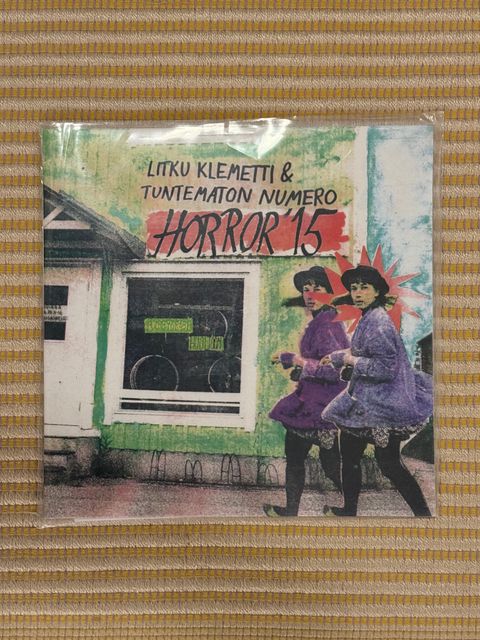 LITKU KLEMETTI &
TUNTEMATON NUMERO
HORROR '15